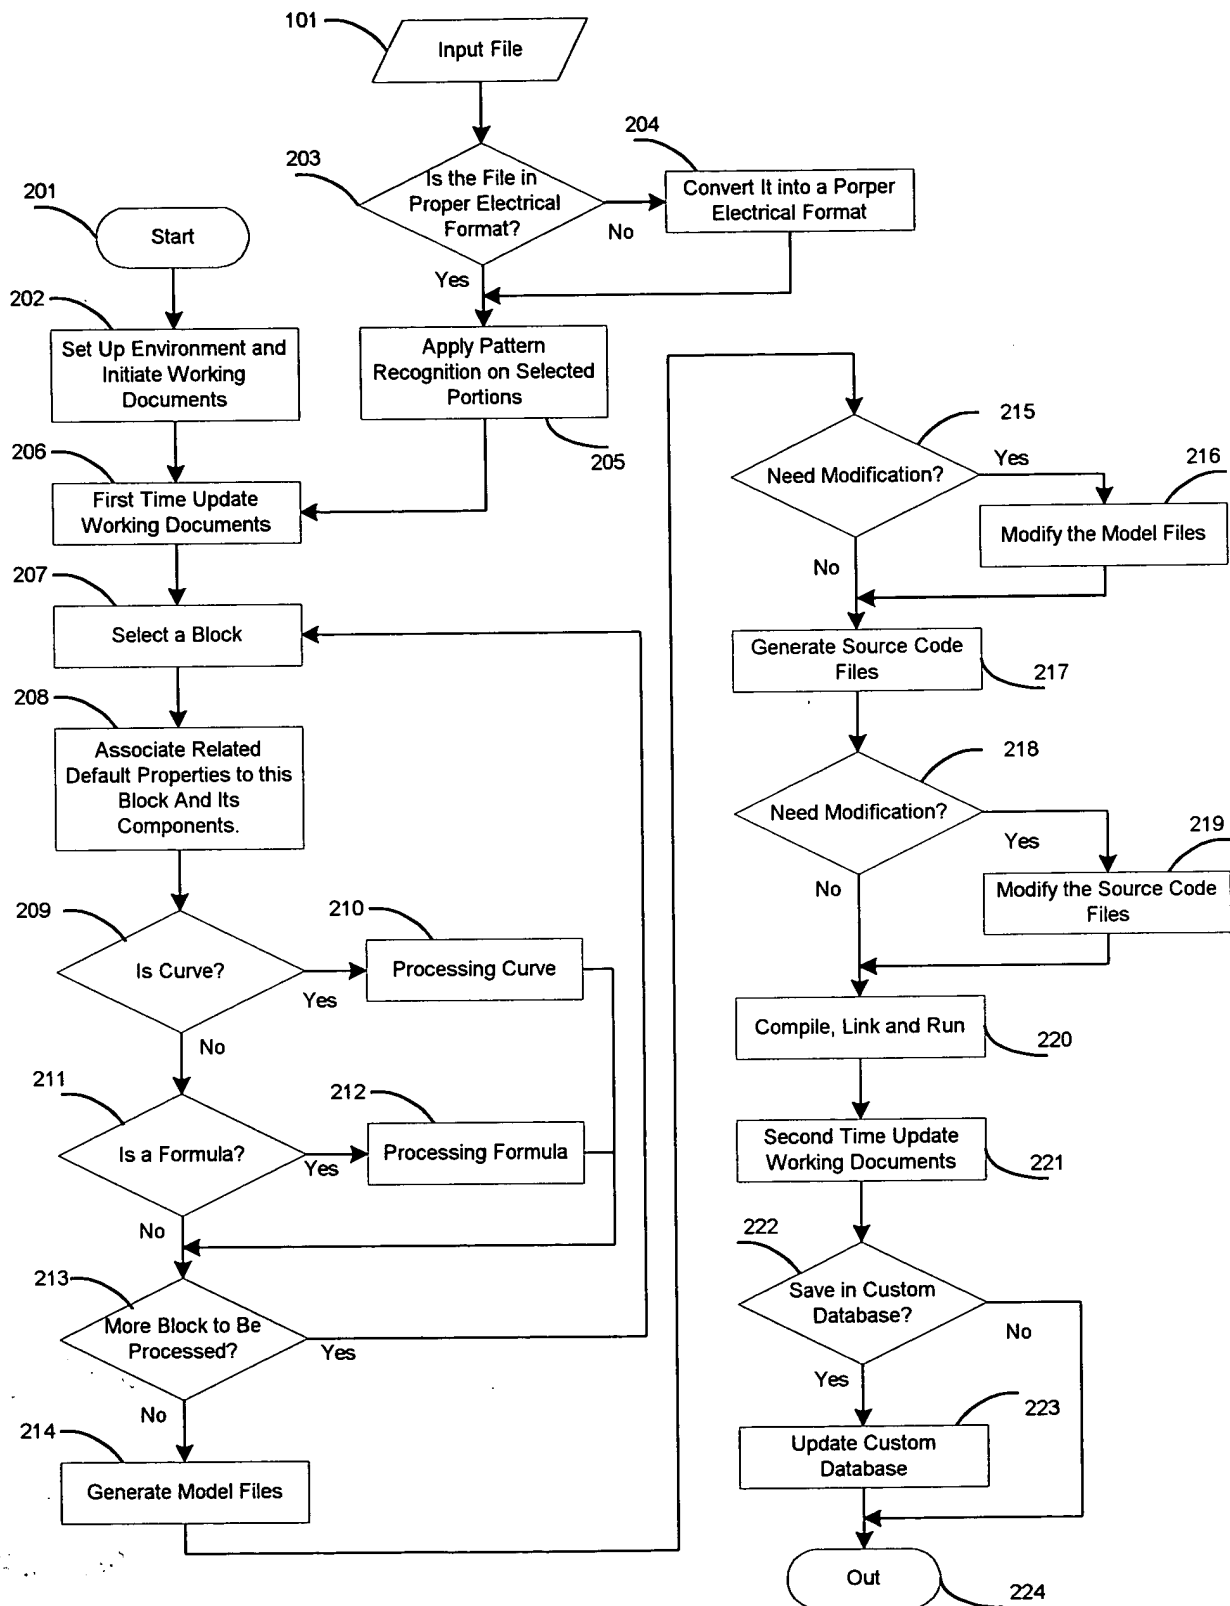 101
Input File
203
Is the File in
Proper Electrical
Format?
No
Yes
204
Convert It into a Porper
Electrical Format
201
Start
202
Set Up Environment and
Initiate Working
Documents
Apply Pattern
Recognition on Selected
Portions
205
206
First Time Update
Working Documents
207
Select a Block
208
Associate Related
Default Properties to this
Block And Its
Components.
209
Is Curve?
Yes
No
210
Processing Curve
211
Is a Formula?
Yes
No
212
Processing Formula
213
More Block to Be
Processed?
Yes
No
214
Generate Model Files
215
Need Modification?
Yes
No
216
Modify the Model Files
Generate Source Code
Files
217
218
Need Modification?
Yes
No
219
Modify the Source Code
Files
Compile, Link and Run
220
Second Time Update
Working Documents
221
222
Save in Custom
Database?
No
Yes
223
Update Custom
Database
Out
224